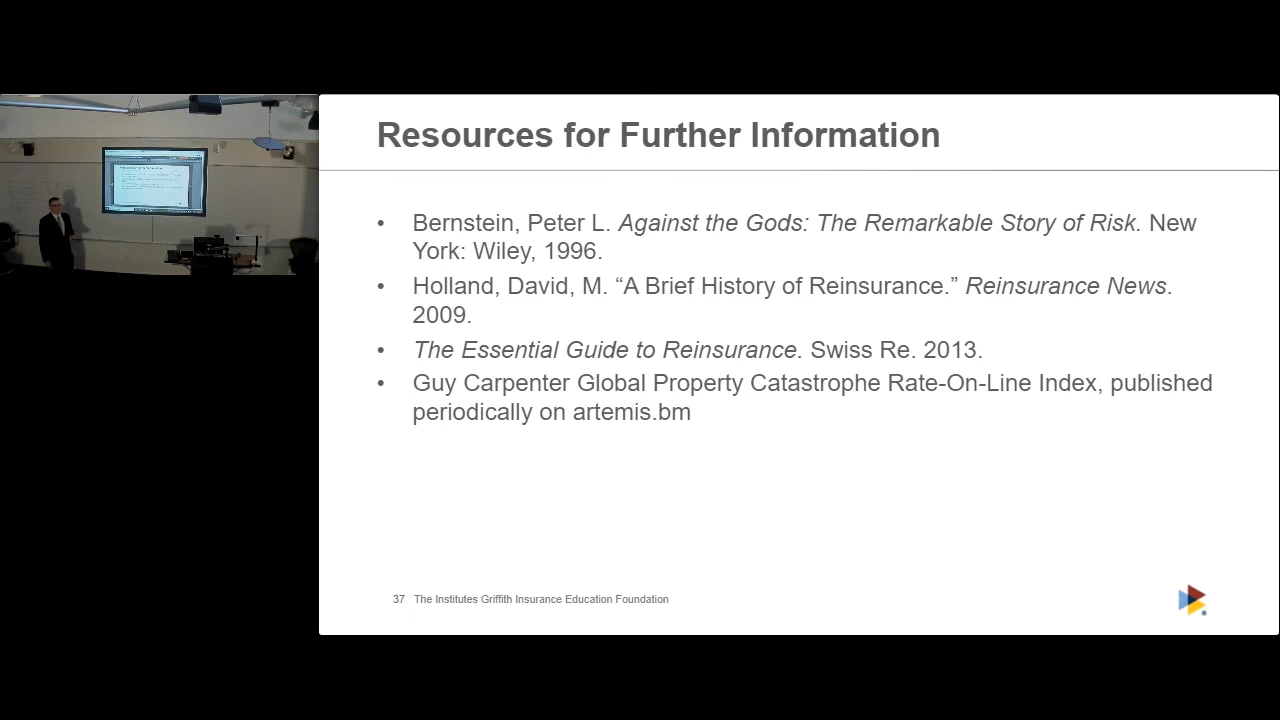 Resources for Further Information
• Bernstein, Peter L. Against the Gods: The Remarkable Story of Risk. New
York: Wiley, 1996.
• Holland, David, M. “A Brief History of Reinsurance.” Reinsurance News.
2009.
• The Essential Guide to Reinsurance. Swiss Re. 2013.
• Guy Carpenter Global Property Catastrophe Rate-On-Line Index, published
periodically on artemis.bm
37 The Institutes Griffith Insurance Education Foundation